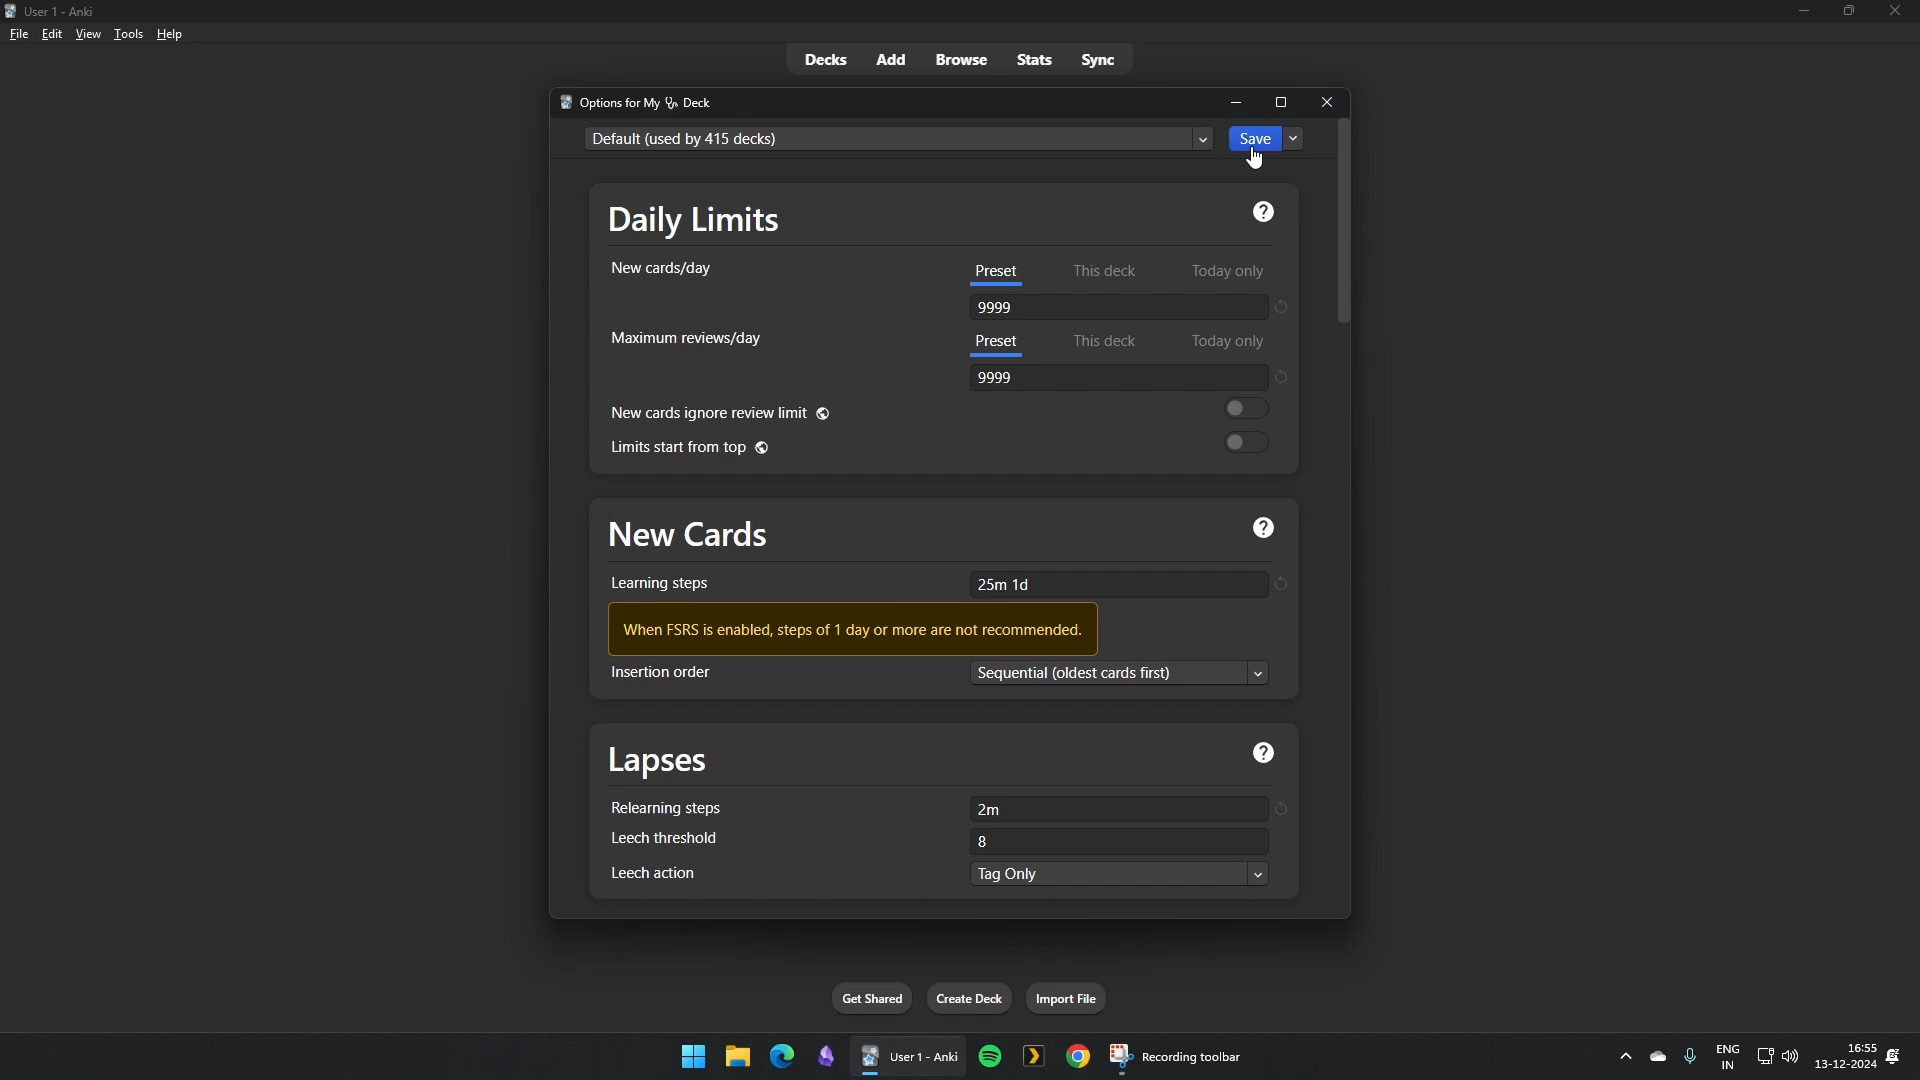 User 1 - Anki
File Edit View Tools Help
Decks Add Browse Stats Sync
Options for My 🩺 Deck
Default (used by 415 decks)
Save
Daily Limits
New cards/day
Preset This deck Today only
9999
Maximum reviews/day
Preset This deck Today only
9999
New cards ignore review limit
Limits start from top
New Cards
Learning steps
25m 1d
When FSRS is enabled, steps of 1 day or more are not recommended.
Insertion order
Sequential (oldest cards first)
Lapses
Relearning steps
2m
Leech threshold
8
Leech action
Tag Only
Get Shared Create Deck Import File
User 1 - Anki
Recording toolbar
ENG
IN
16:55
13-12-2024